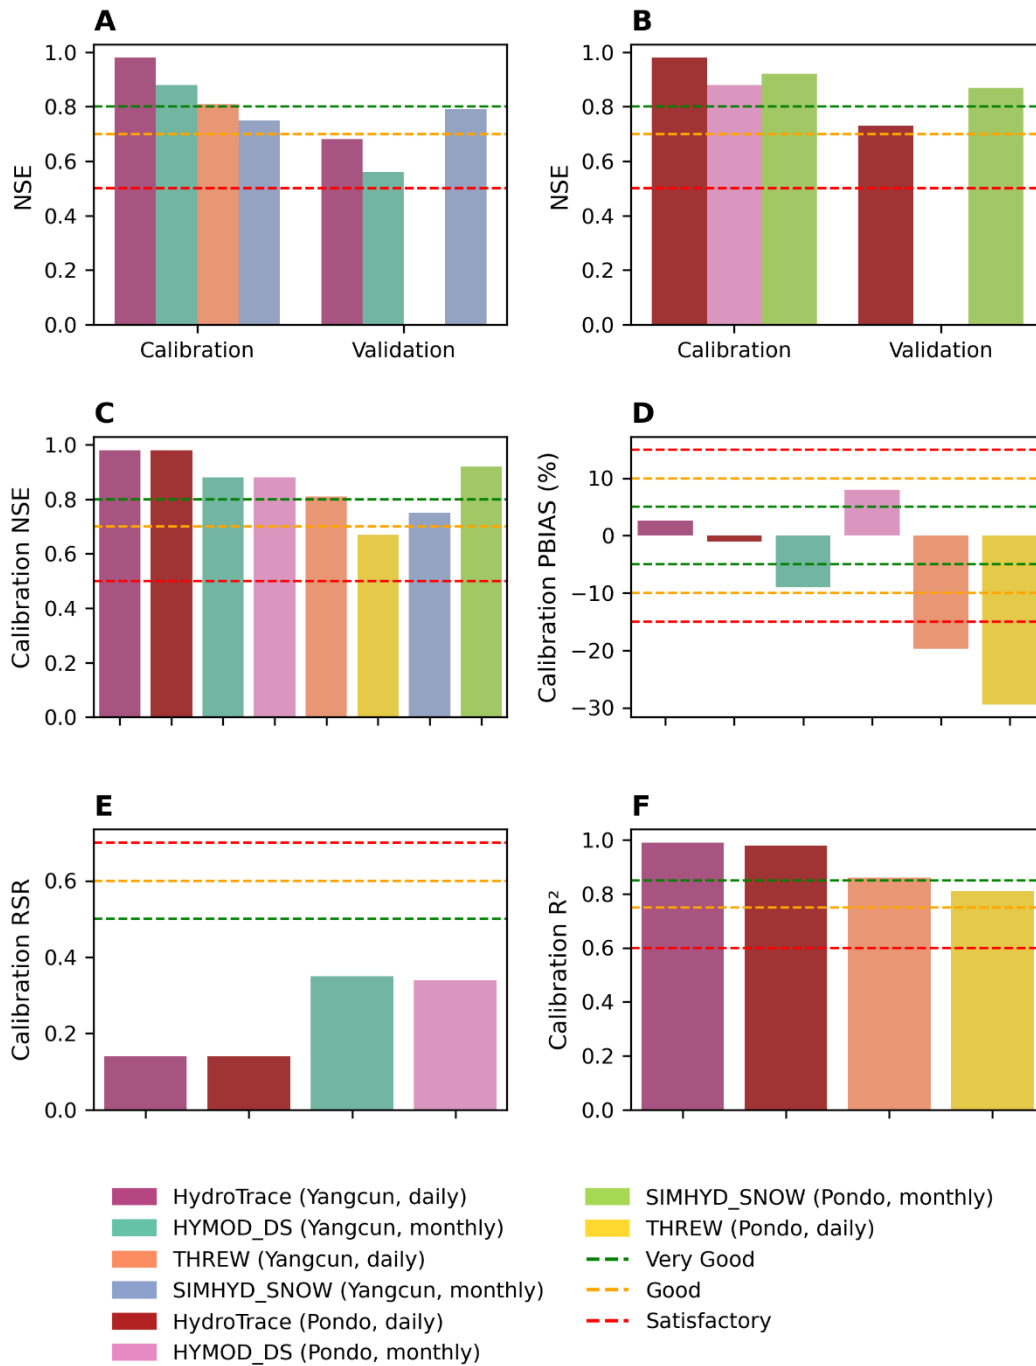 A
NSE
1.0
0.8
0.6
0.4
0.2
0.0
Calibration
Validation
B
NSE
1.0
0.8
0.6
0.4
0.2
0.0
Calibration
Validation
C
Calibration NSE
1.0
0.8
0.6
0.4
0.2
0.0
D
Calibration PBIAS (%)
10
0
−10
−20
−30
E
Calibration RSR
0.6
0.4
0.2
0.0
F
Calibration R²
1.0
0.8
0.6
0.4
0.2
0.0
HydroTrace (Yangcun, daily)
HYMOD_DS (Yangcun, monthly)
THREW (Yangcun, daily)
SIMHYD_SNOW (Yangcun, monthly)
HydroTrace (Pondo, daily)
HYMOD_DS (Pondo, monthly)
SIMHYD_SNOW (Pondo, monthly)
THREW (Pondo, daily)
Very Good
Good
Satisfactory